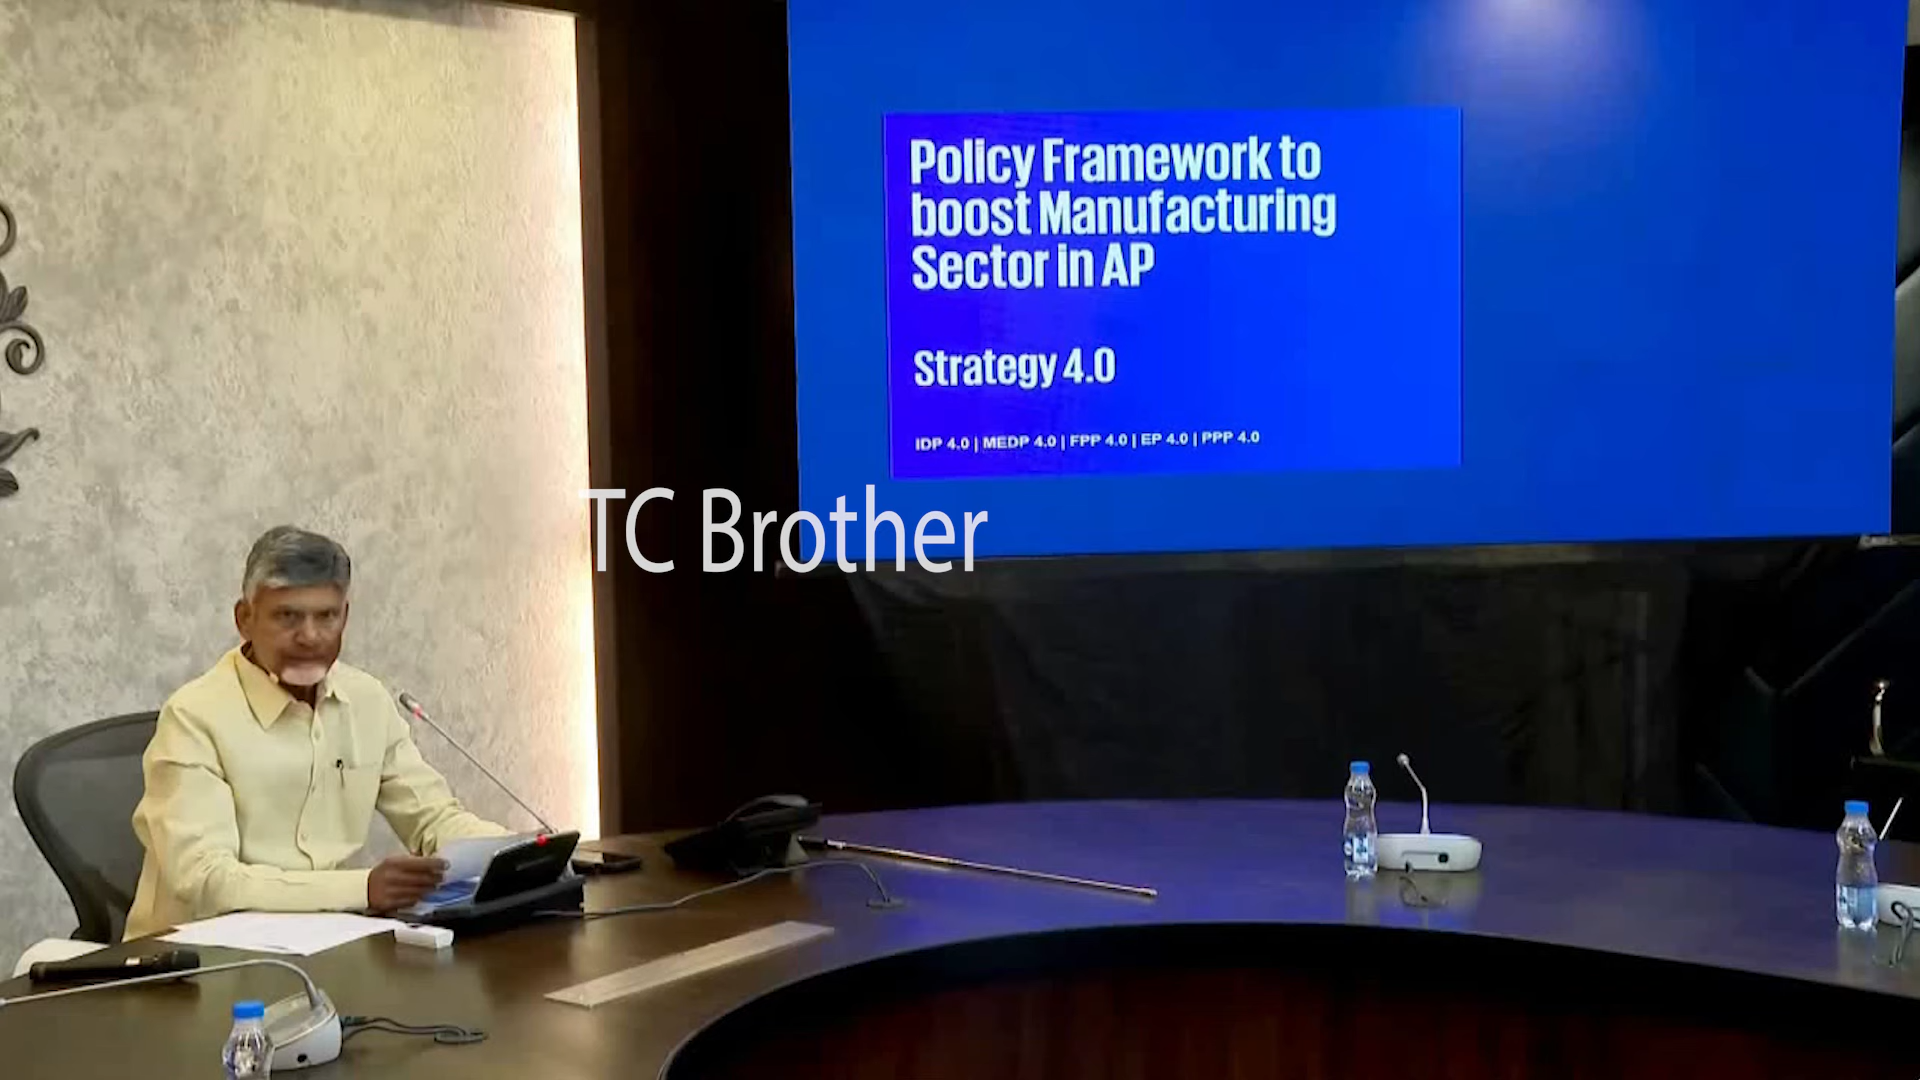 Policy Framework to
boost Manufacturing
Sector in AP
Strategy 4.0
IDP 4.0 | MEDP 4.0 | FPP 4.0 | EP 4.0 | PPP 4.0
TC Brother